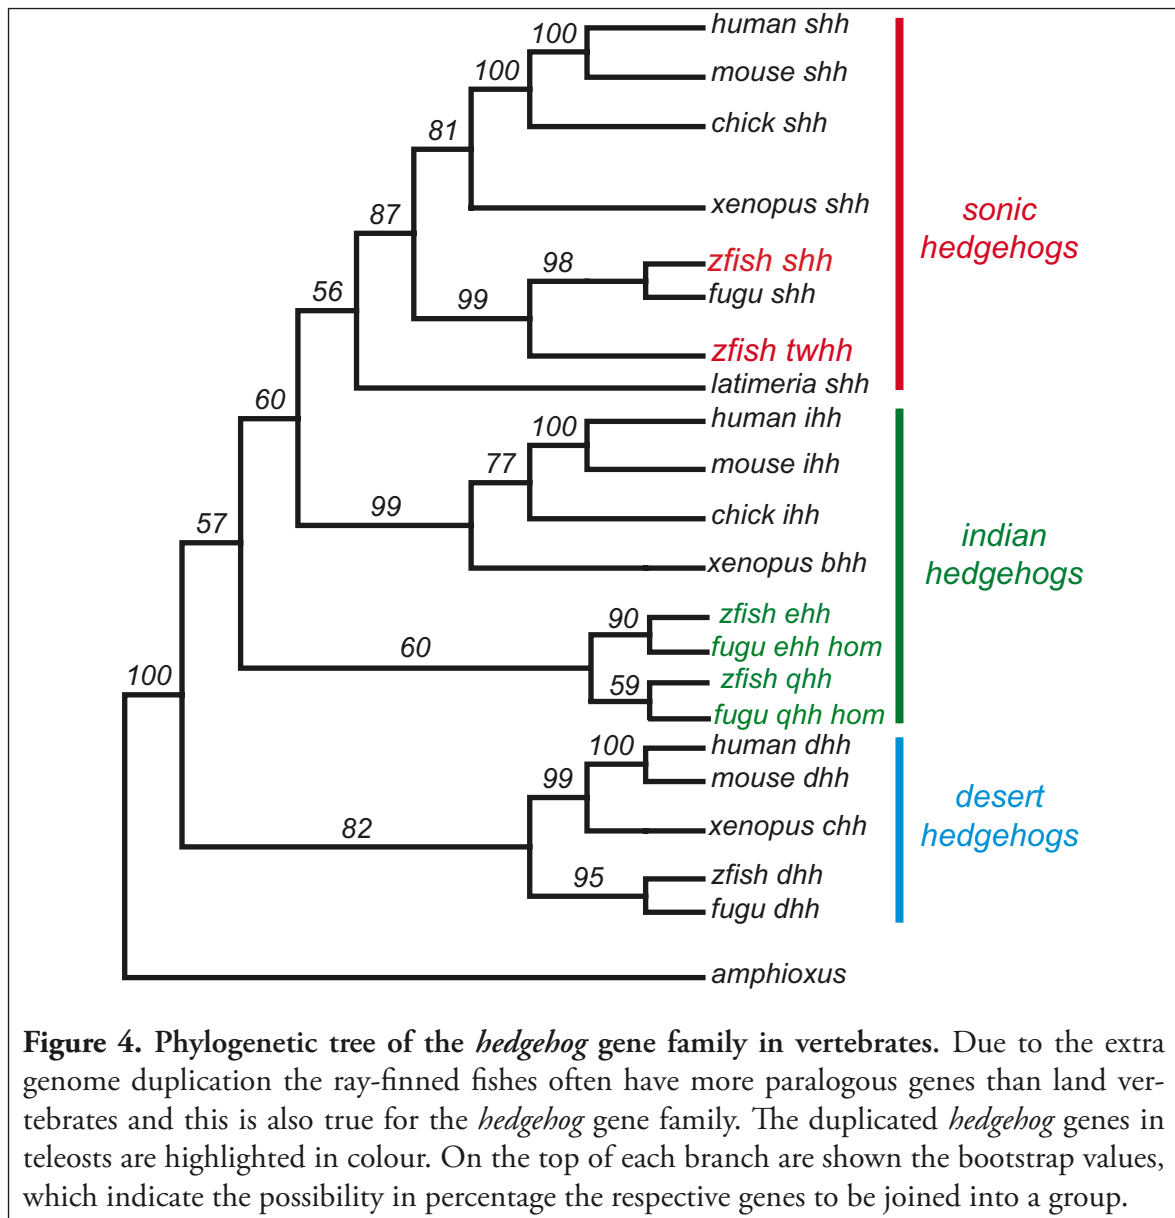 100
human shh
100
mouse shh
81
chick shh
87
xenopus shh
sonic
hedgehogs
98
zfish shh
56
99
fugu shh
zfish twhh
latimeria shh
60
100
human ihh
77
mouse ihh
57
99
chick ihh
indian
hedgehogs
xenopus bhh
90
zfish ehh
60
fugu ehh hom
100
59
zfish qhh
fugu qhh hom
100
human dhh
99
mouse dhh
82
xenopus chh
desert
hedgehogs
95
zfish dhh
fugu dhh
amphioxus
Figure 4. Phylogenetic tree of the hedgehog gene family in vertebrates. Due to the extra
genome duplication the ray-finned fishes often have more paralogous genes than land ver-
tebrates and this is also true for the hedgehog gene family. The duplicated hedgehog genes in
teleosts are highlighted in colour. On the top of each branch are shown the bootstrap values,
which indicate the possibility in percentage the respective genes to be joined into a group.